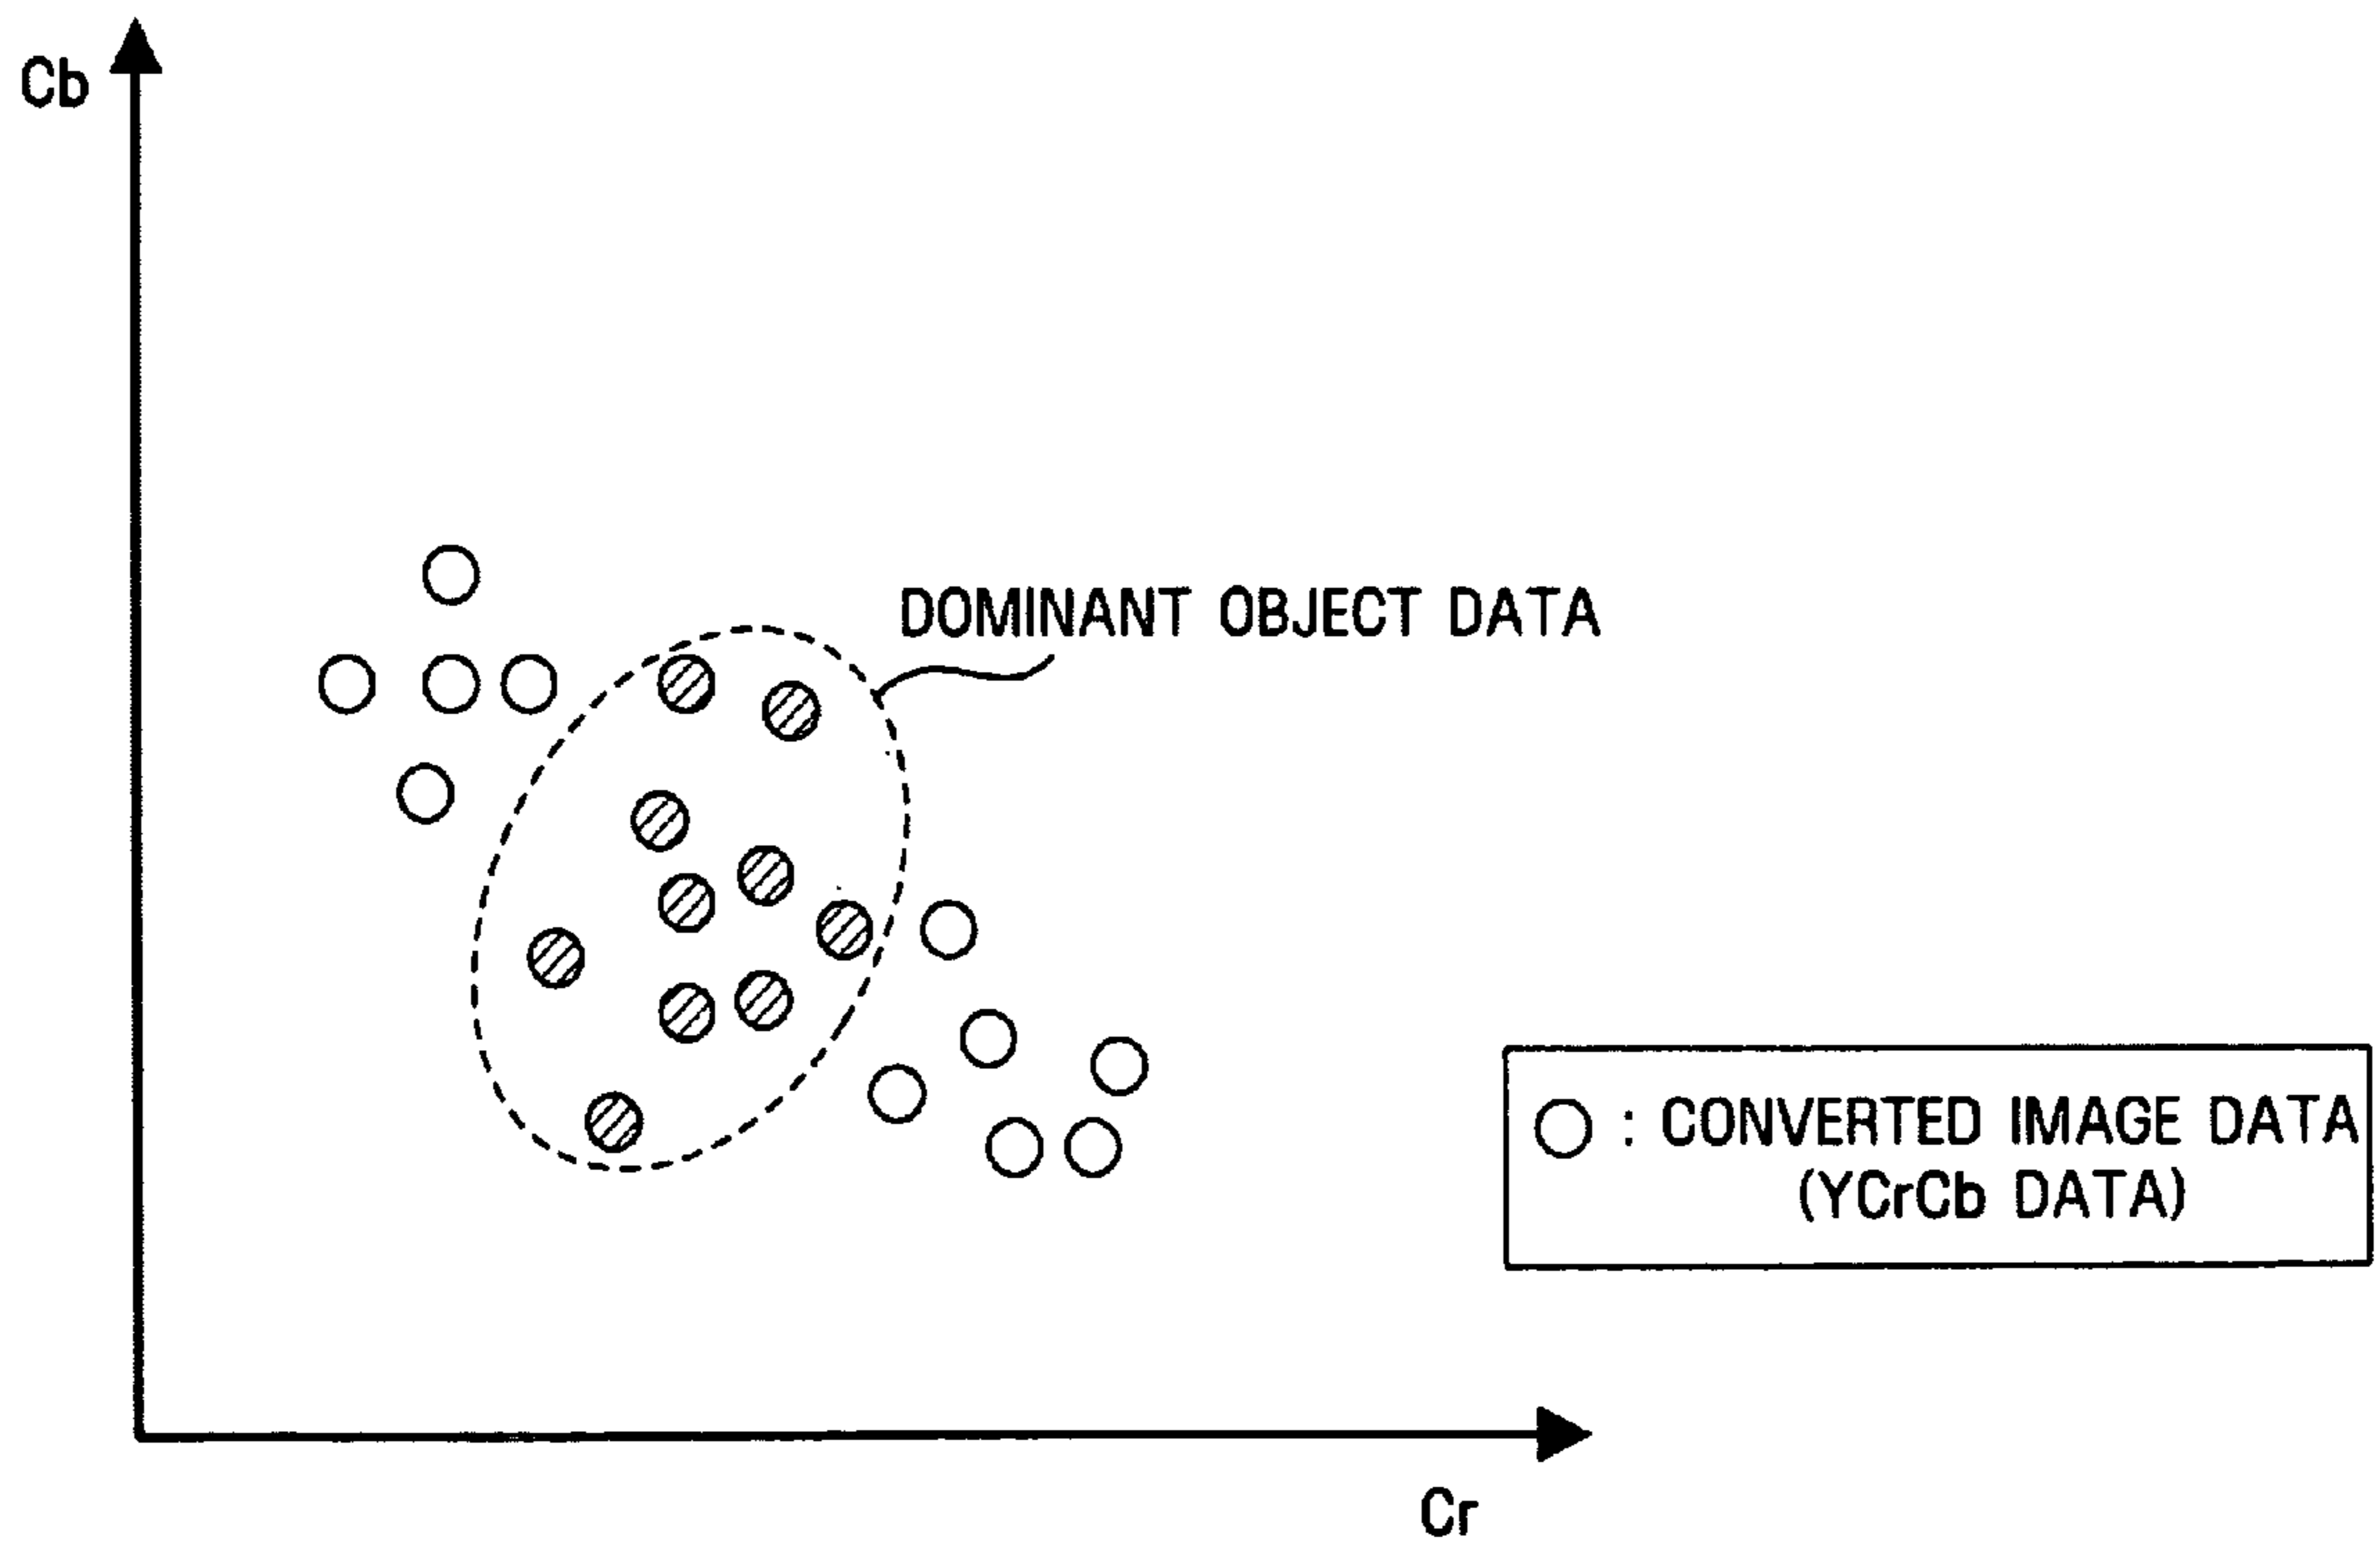 Cb
DOMINANT OBJECT DATA
: CONVERTED IMAGE DATA
(YCrCb DATA)
Cr